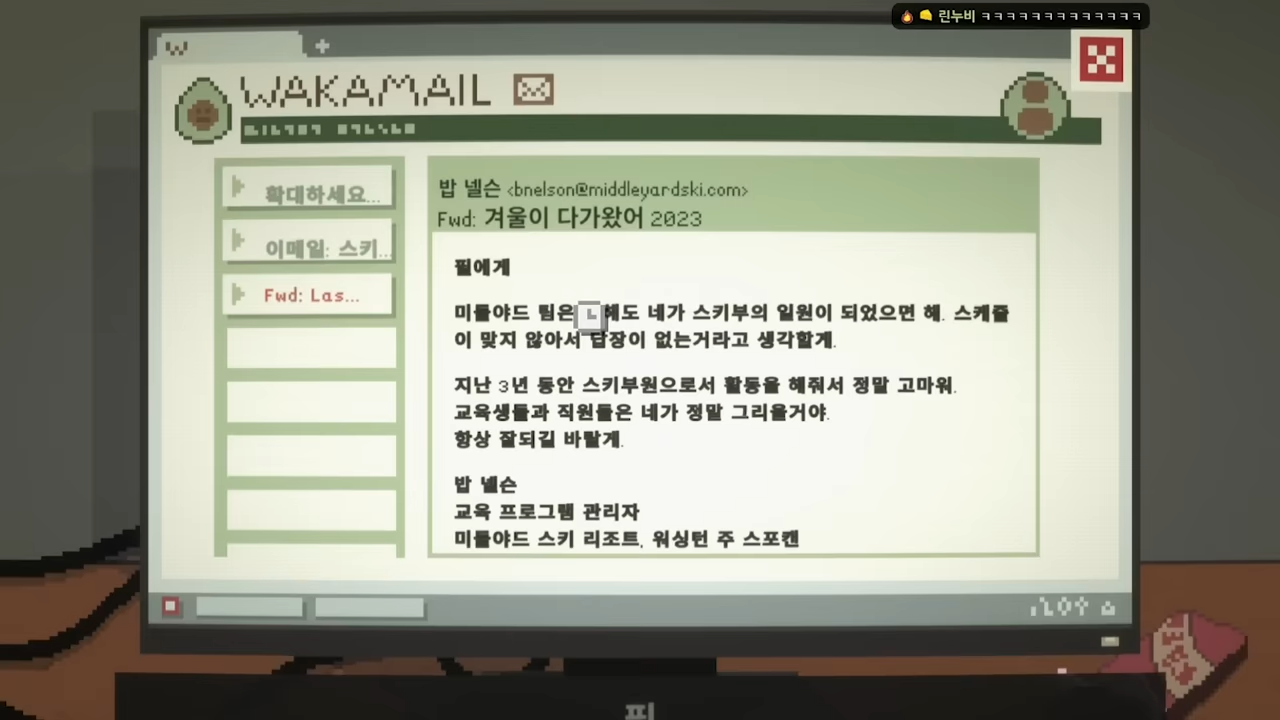 린누비 ㅋㅋㅋㅋㅋㅋㅋㅋㅋㅋㅋㅋㅋ
W
WAKAMAIL
확대하세요...
이메일: 스키...
Fwd: Las...
밥 넬슨 <bnelson@middleyardski.com>
Fwd: 겨울이 다가왔어 2023
필에게
미들야드 팀은 해도 네가 스키부의 일원이 되었으면 해. 스케줄
이 맞지 않아서 답장이 없는거라고 생각할게.
지난 3년 동안 스키부원으로서 활동을 해줘서 정말 고마워.
교육생들과 직원들은 네가 정말 그리울거야.
항상 잘되길 바랄게.
밥 넬슨
교육 프로그램 관리자
미들야드 스키 리조트, 워싱턴 주 스포캔
필